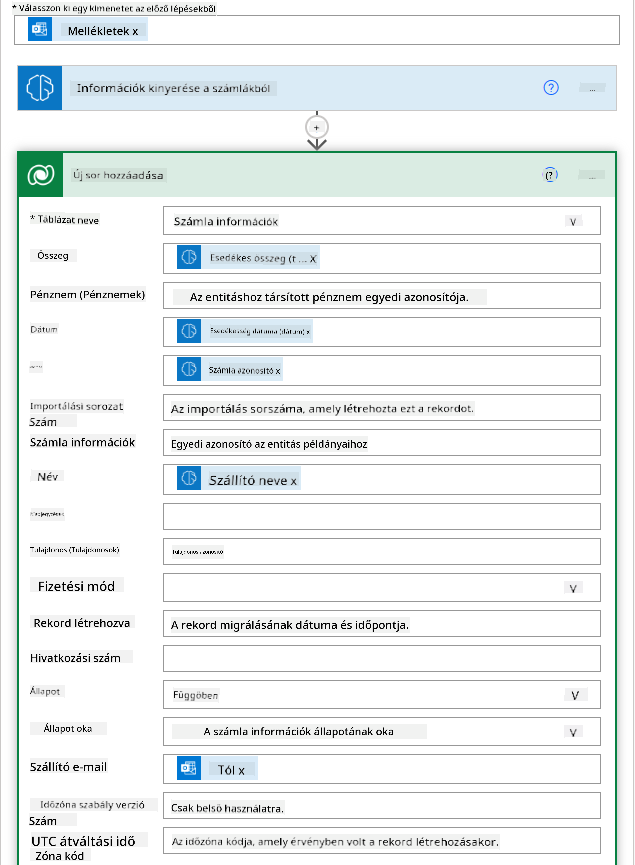 * Válasszon ki egy kimenetet az előző lépésekből
Mellékletek x
Információk kinyerése a számlákból
?
...
+
Új sor hozzáadása
(?
...
* Táblázat neve
Számla információk
V
Összeg
Esedékes összeg (t ... X
Pénznem (Pénznemek)
Az entitáshoz társított pénznem egyedi azonosítója.
Dátum
Esedékesség dátuma (dátum) x
Számla azonosító x
Importálási sorozat
Szám
Az importálás sorszáma, amely létrehozta ezt a rekordot.
Számla információk
Egyedi azonosító az entitás példányaihoz
Név
Szállító neve x
Tulajdonos (Tulajdonosok)
Tulajdonos azonosító
Fizetési mód
V
Rekord létrehozva
A rekord migrálásának dátuma és időpontja.
Hivatkozási szám
Állapot
Függőben
V
Állapot oka
A számla információk állapotának oka
V
Szállító e-mail
Tól x
Időzóna szabály verzió
Szám
Csak belső használatra.
UTC átváltási idő
Zóna kód
Az időzóna kódja, amely érvényben volt a rekord létrehozásakor.